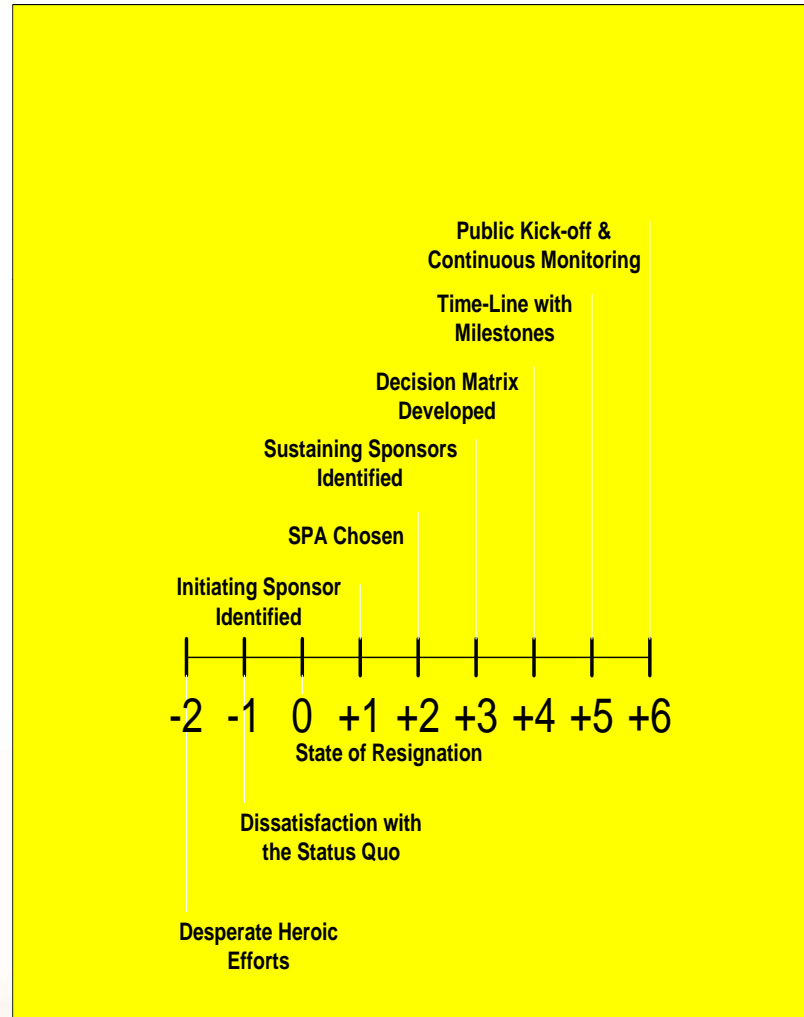 Public Kick-off &
Continuous Monitoring
Time-Line with
Milestones
Decision Matrix
Developed
Sustaining Sponsors
Identified
SPA Chosen
Initiating Sponsor
Identified
-2 -1 0 +1 +2 +3 +4 +5 +6
State of Resignation
Dissatisfaction with
the Status Quo
Desperate Heroic
Efforts